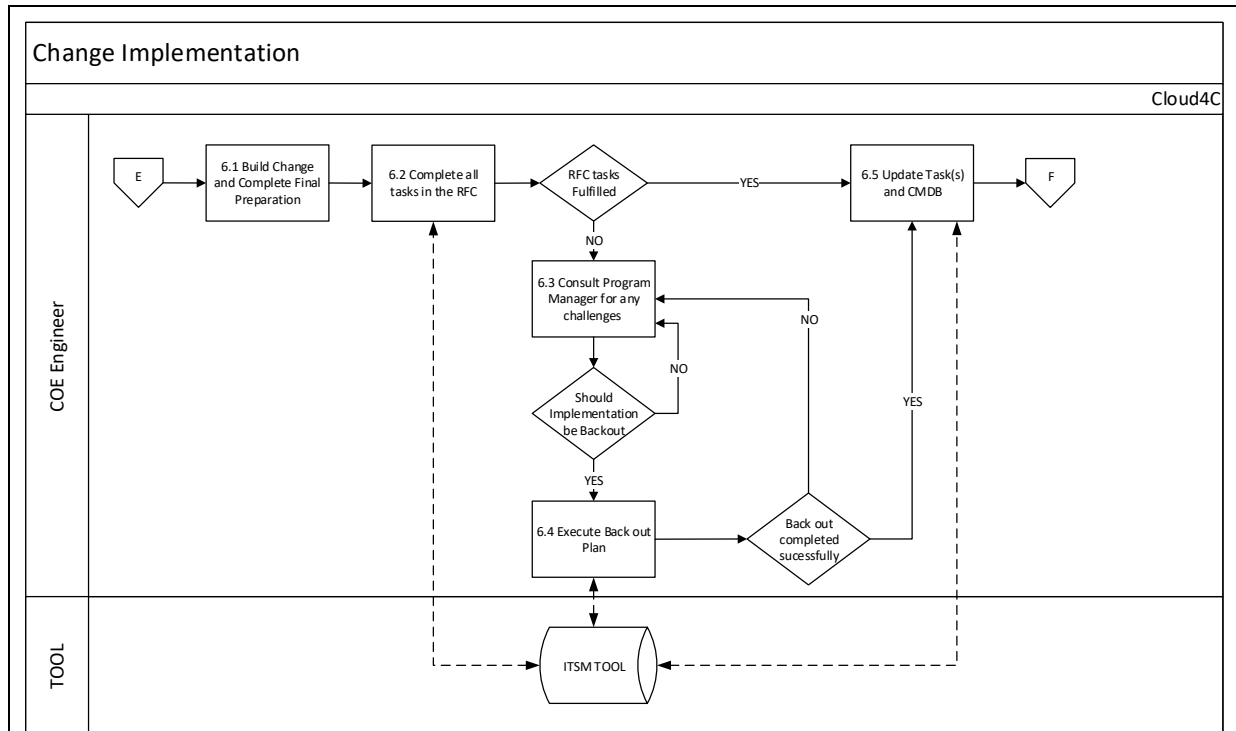 Change Implementation
Cloud4C
COE Engineer
E
6.1 Build Change
and Complete Final
Preparation
6.2 Complete all
tasks in the RFC
RFC tasks
Fulfilled
YES
6.5 Update Task(s)
and CMDB
F
NO
6.3 Consult Program
Manager for any
challenges
NO
NO
Should
Implementation
be Backout
YES
YES
6.4 Execute Back out
Plan
Back out
completed
sucessfully
TOOL
ITSM TOOL